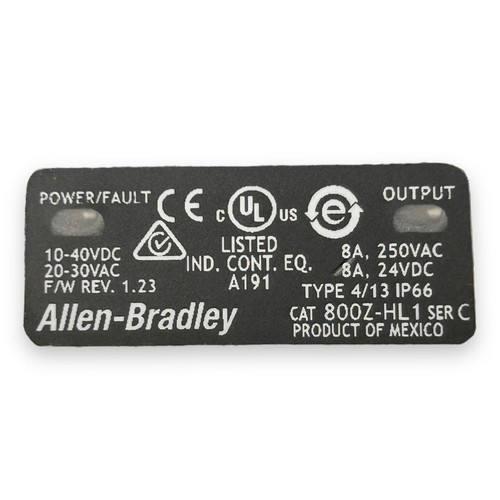 POWER/FAULT
CE
C UL US
e
OUTPUT
10-40VDC
20-30VAC
F/W REV. 1.23
LISTED
IND. CONT. EQ.
A191
8A, 250VAC
8A, 24VDC
TYPE 4/13 IP66
Allen-Bradley
CAT 800Z-HL1 SER C
PRODUCT OF MEXICO